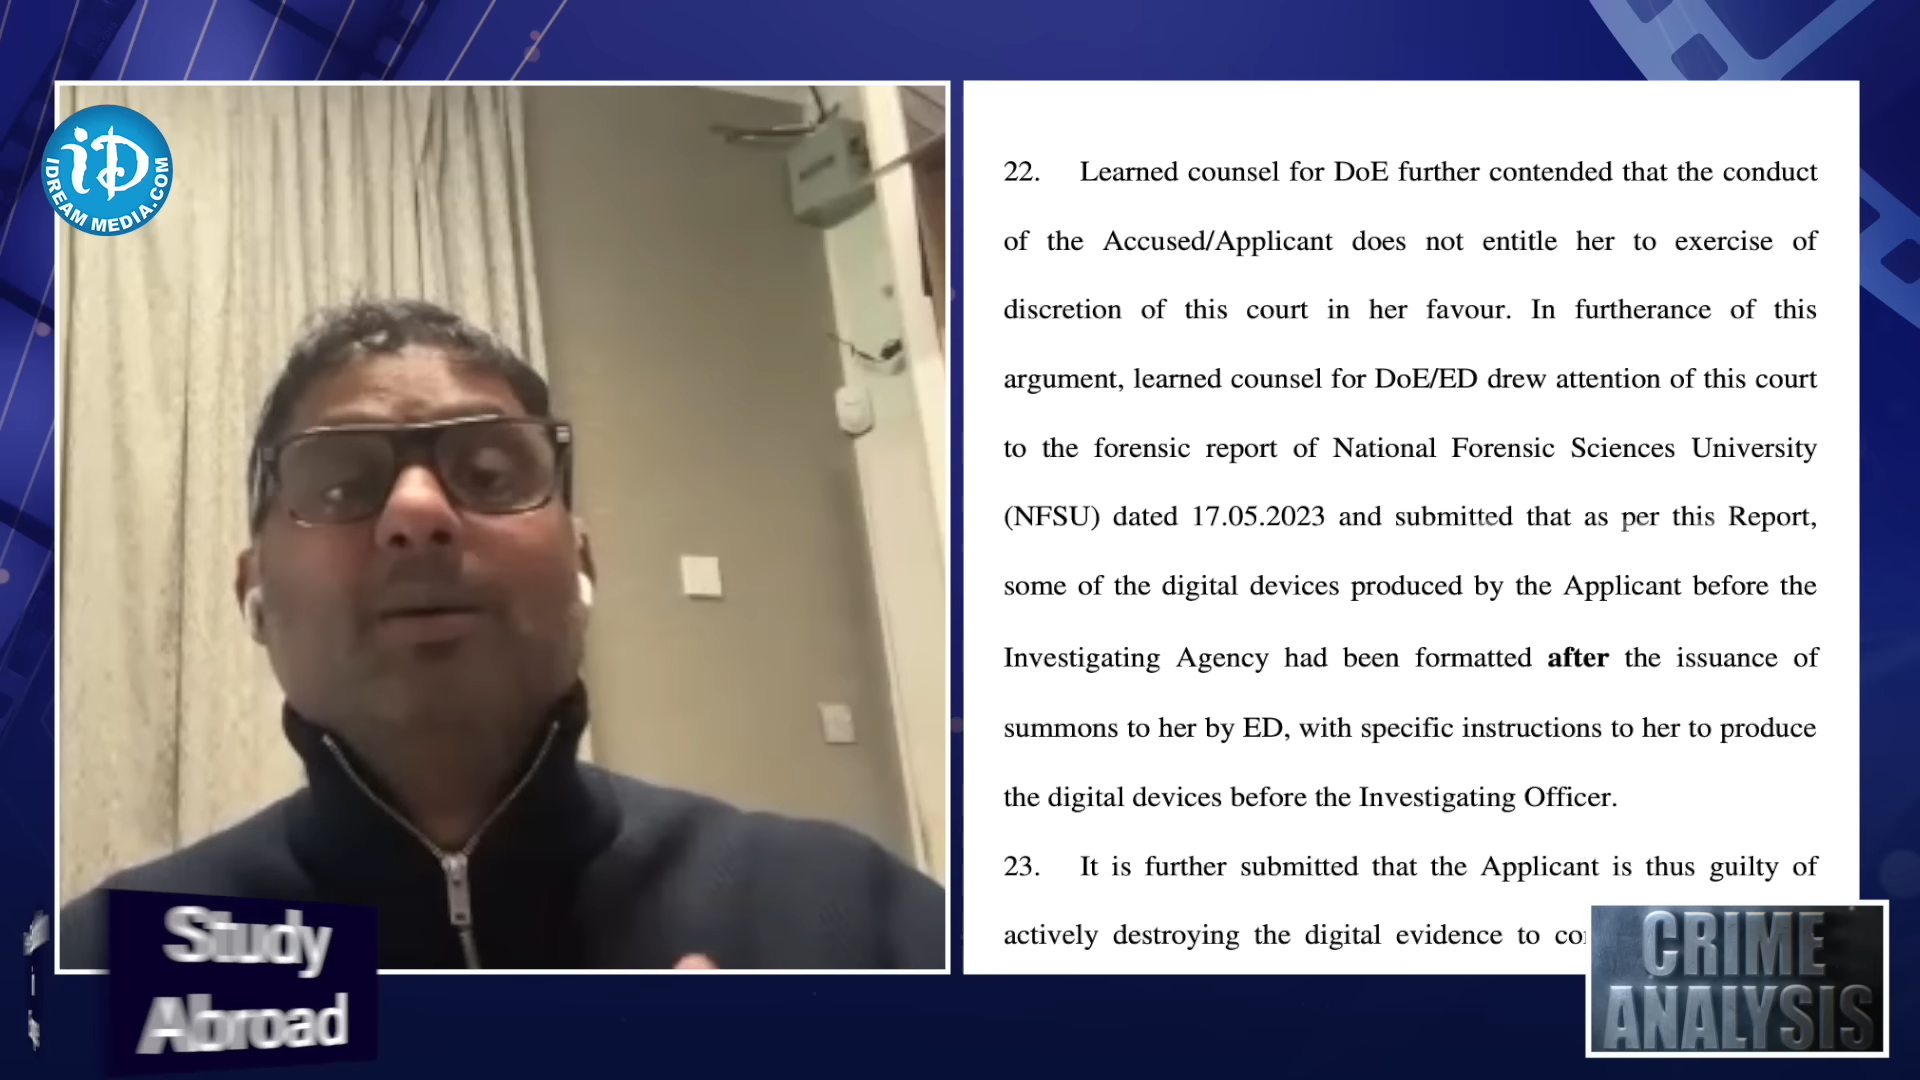 iD
IDREAM MEDIA.COM
22. Learned counsel for DoE further contended that the conduct
of the Accused/Applicant does not entitle her to exercise of
discretion of this court in her favour. In furtherance of this
argument, learned counsel for DoE/ED drew attention of this court
to the forensic report of National Forensic Sciences University
(NFSU) dated 17.05.2023 and submitted that as per this Report,
some of the digital devices produced by the Applicant before the
Investigating Agency had been formatted after the issuance of
summons to her by ED, with specific instructions to her to produce
the digital devices before the Investigating Officer.
23. It is further submitted that the Applicant is thus guilty of
actively destroying the digital evidence to
Study
Abroad
CRIME
ANALYSIS